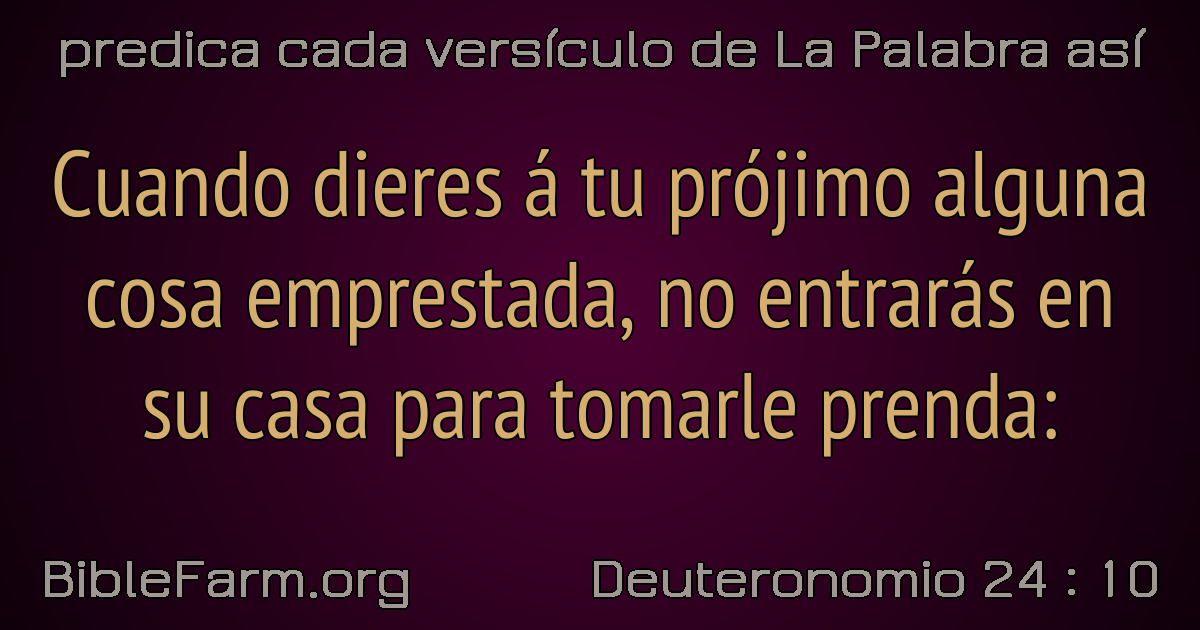 predica cada versículo de La Palabra así
Cuando dieres á tu prójimo alguna
cosa emprestada, no entrarás en
su casa para tomarle prenda:
BibleFarm.org
Deuteronomio 24 : 10